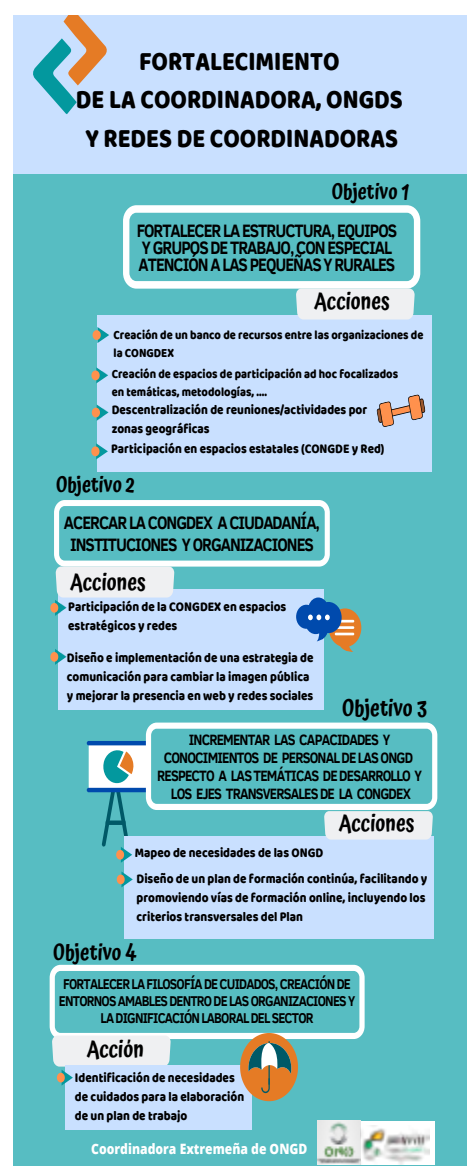 FORTALECIMIENTO
DE LA COORDINADORA, ONGDS
Y REDES DE COORDINADORAS
Objetivo 1
FORTALECER LA ESTRUCTURA, EQUIPOS
Y GRUPOS DE TRABAJO, CON ESPECIAL
ATENCIÓN A LAS PEQUEÑAS Y RURALES
Acciones
Creación de un banco de recursos entre las organizaciones de
la CONGDEX
Creación de espacios de participación ad hoc focalizados
en temáticas, metodologías, ....
Descentralización de reuniones/actividades por
zonas geográficas
Participación en espacios estatales (CONGDE y Red)
Objetivo 2
ACERCAR LA CONGDEX A CIUDADANÍA,
INSTITUCIONES Y ORGANIZACIONES
Acciones
Participación de la CONGDEX en espacios
estratégicos y redes
Diseño e implementación de una estrategia de
comunicación para cambiar la imagen pública
y mejorar la presencia en web y redes sociales
Objetivo 3
INCREMENTAR LAS CAPACIDADES Y
CONOCIMIENTOS DE PERSONAL DE LAS ONGD
RESPECTO A LAS TEMÁTICAS DE DESARROLLO Y
LOS EJES TRANSVERSALES DE LA CONGDEX
Acciones
Mapeo de necesidades de las ONGD
Diseño de un plan de formación continúa, facilitando y
promoviendo vías de formación online, incluyendo los
criterios transversales del Plan
Objetivo 4
FORTALECER LA FILOSOFÍA DE CUIDADOS, CREACIÓN DE
ENTORNOS AMABLES DENTRO DE LAS ORGANIZACIONES Y
LA DIGNIFICACIÓN LABORAL DEL SECTOR
Acción
Identificación de necesidades
de cuidados para la elaboración
de un plan de trabajo
Coordinadora Extremeña de ONGD